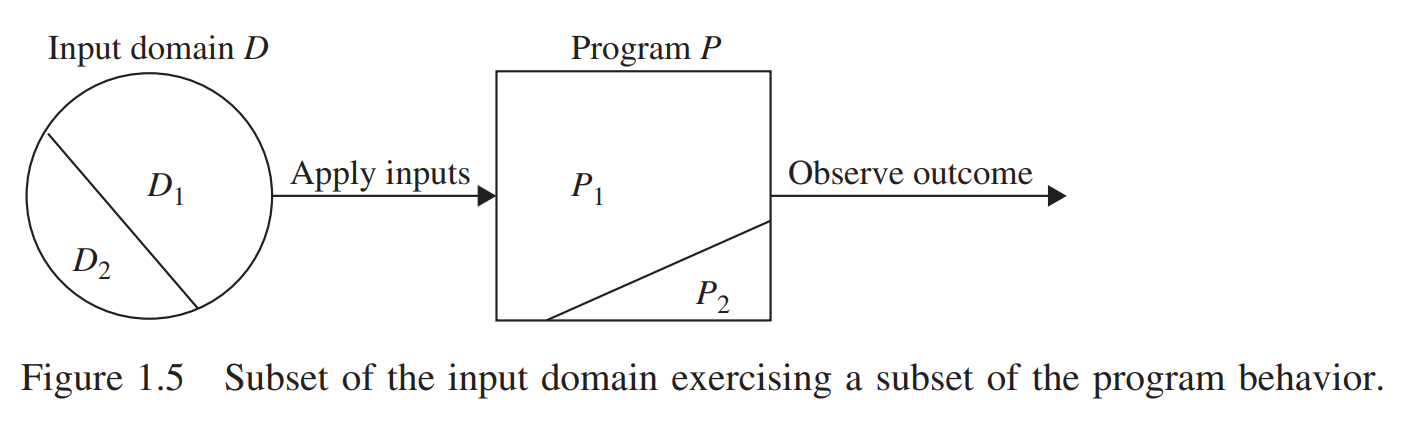 Input domain D
Program P
D₁
Apply inputs
P₁
Observe outcome
D₂
P₂
Figure 1.5 Subset of the input domain exercising a subset of the program behavior.